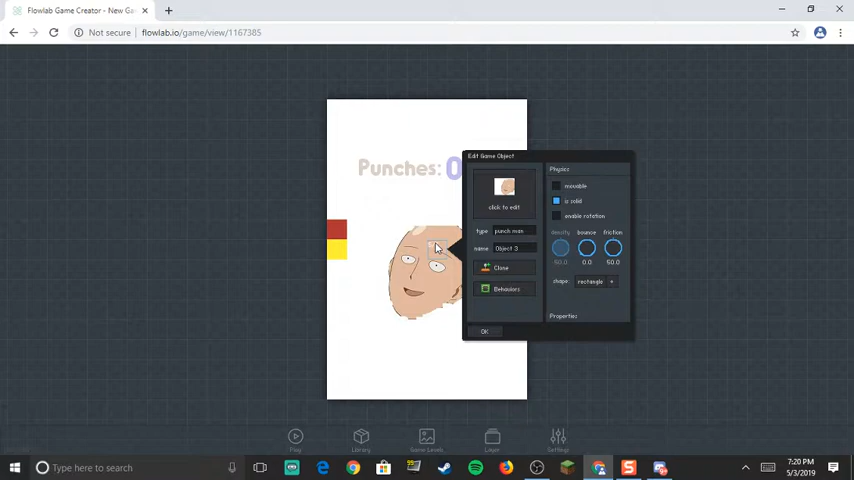 Flowlab Game Creator - New Gam
Not secure
flowlab.io/game/view/1167385
Punches: 0
Edit Game Object
click to edit
type punch man
name Object 3
Clone
Behaviors
OK
Physics
movable
is solid
enable rotation
density bounce friction
50.0 0.0 50.0
shape: rectangle
Properties
Play Library Game Levels Layer Settings
Type here to search
7:20 PM
5/3/2019